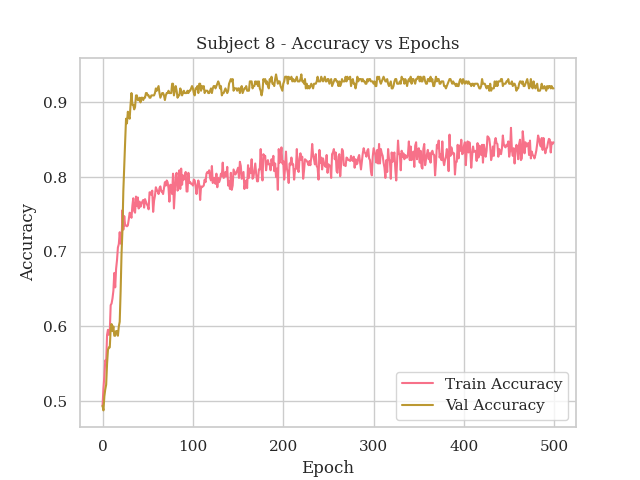 Subject 8 - Accuracy vs Epochs
Accuracy
0.9
0.8
0.7
0.6
0.5
0 100 200 300 400 500
Epoch
Train Accuracy
Val Accuracy